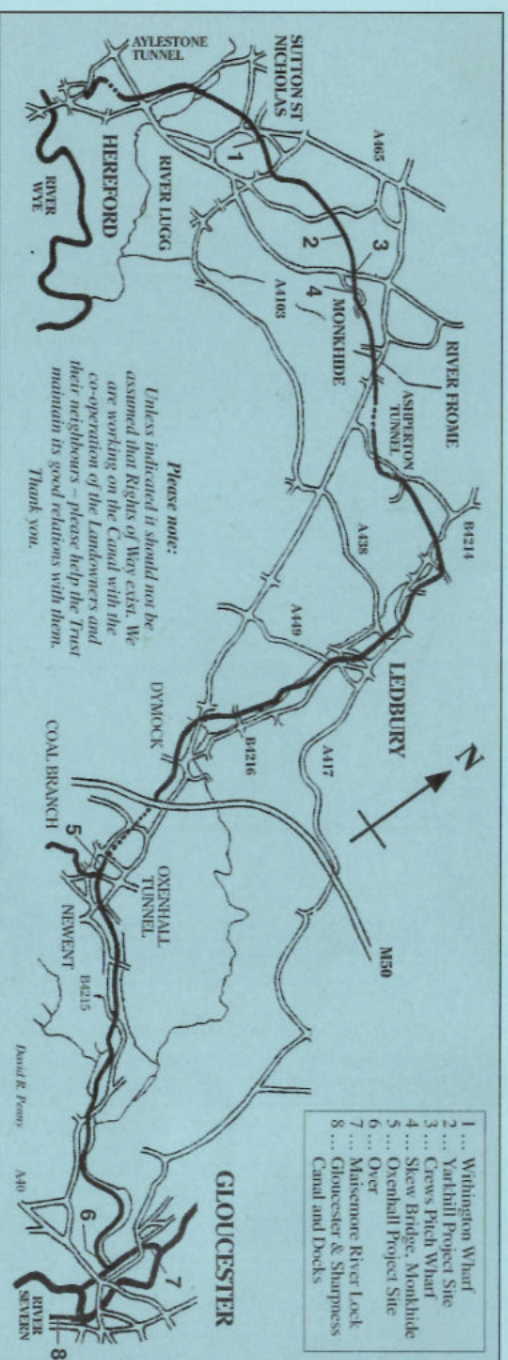 AYLESTONE
TUNNEL
SUTTON ST
NICHOLAS
A465
1
2
3
4
HEREFORD
RIVER LUGG
RIVER
WYE
A4103
MONKHIDE
RIVER FROME
ASHPERTON
TUNNEL
B4214
A438
A449
LEDBURY
A417
N
Please note:
Unless indicated it should not be
assumed that Rights of Way exist. We
are working on the Canal with the
co-operation of the Landowners and
their neighbours – please help the Trust
maintain its good relations with them.
Thank you.
DYMOCK
B4216
M50
COAL BRANCH
5
OXENHALL
TUNNEL
NEWENT
B4215
David R. Penny
A40
6
7
GLOUCESTER
RIVER
SEVERN
8
1 ... Withington Wharf
2 ... Yarkhill Project Site
3 ... Crews Pitch Wharf
4 ... Skew Bridge, Monkhide
5 ... Oxenhall Project Site
6 ... Over
7 ... Maisemore River Lock
8 ... Gloucester & Sharpness
Canal and Docks